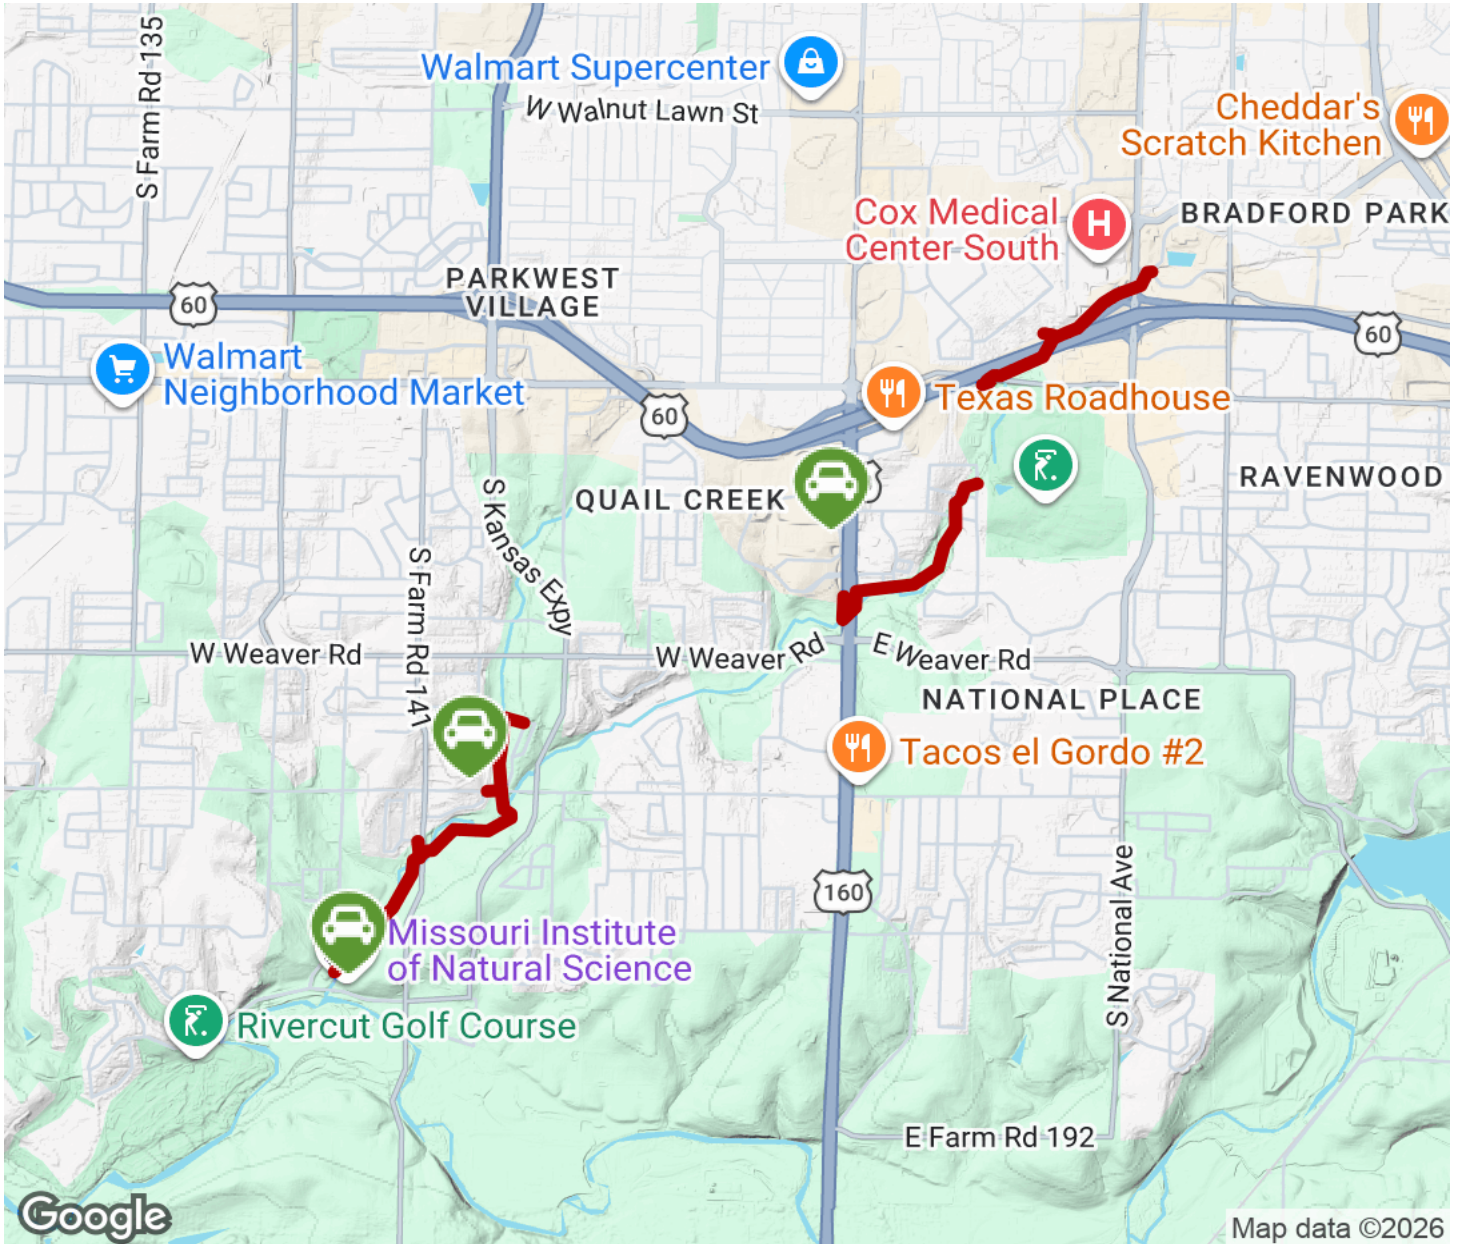 S Farm Rd 135
Walmart Supercenter
W Walnut Lawn St
Cheddar's
Scratch Kitchen
Cox Medical
Center South
H
BRADFORD PARK
PARKWEST
VILLAGE
60
60
Walmart
Neighborhood Market
60
Texas Roadhouse
QUAIL CREEK
RAVENWOOD
S Kansas Expy
S Farm Rd 141
W Weaver Rd
W Weaver Rd
E Weaver Rd
NATIONAL PLACE
Tacos el Gordo #2
160
S National Ave
Missouri Institute
of Natural Science
Rivercut Golf Course
E Farm Rd 192
Google
Map data ©2026